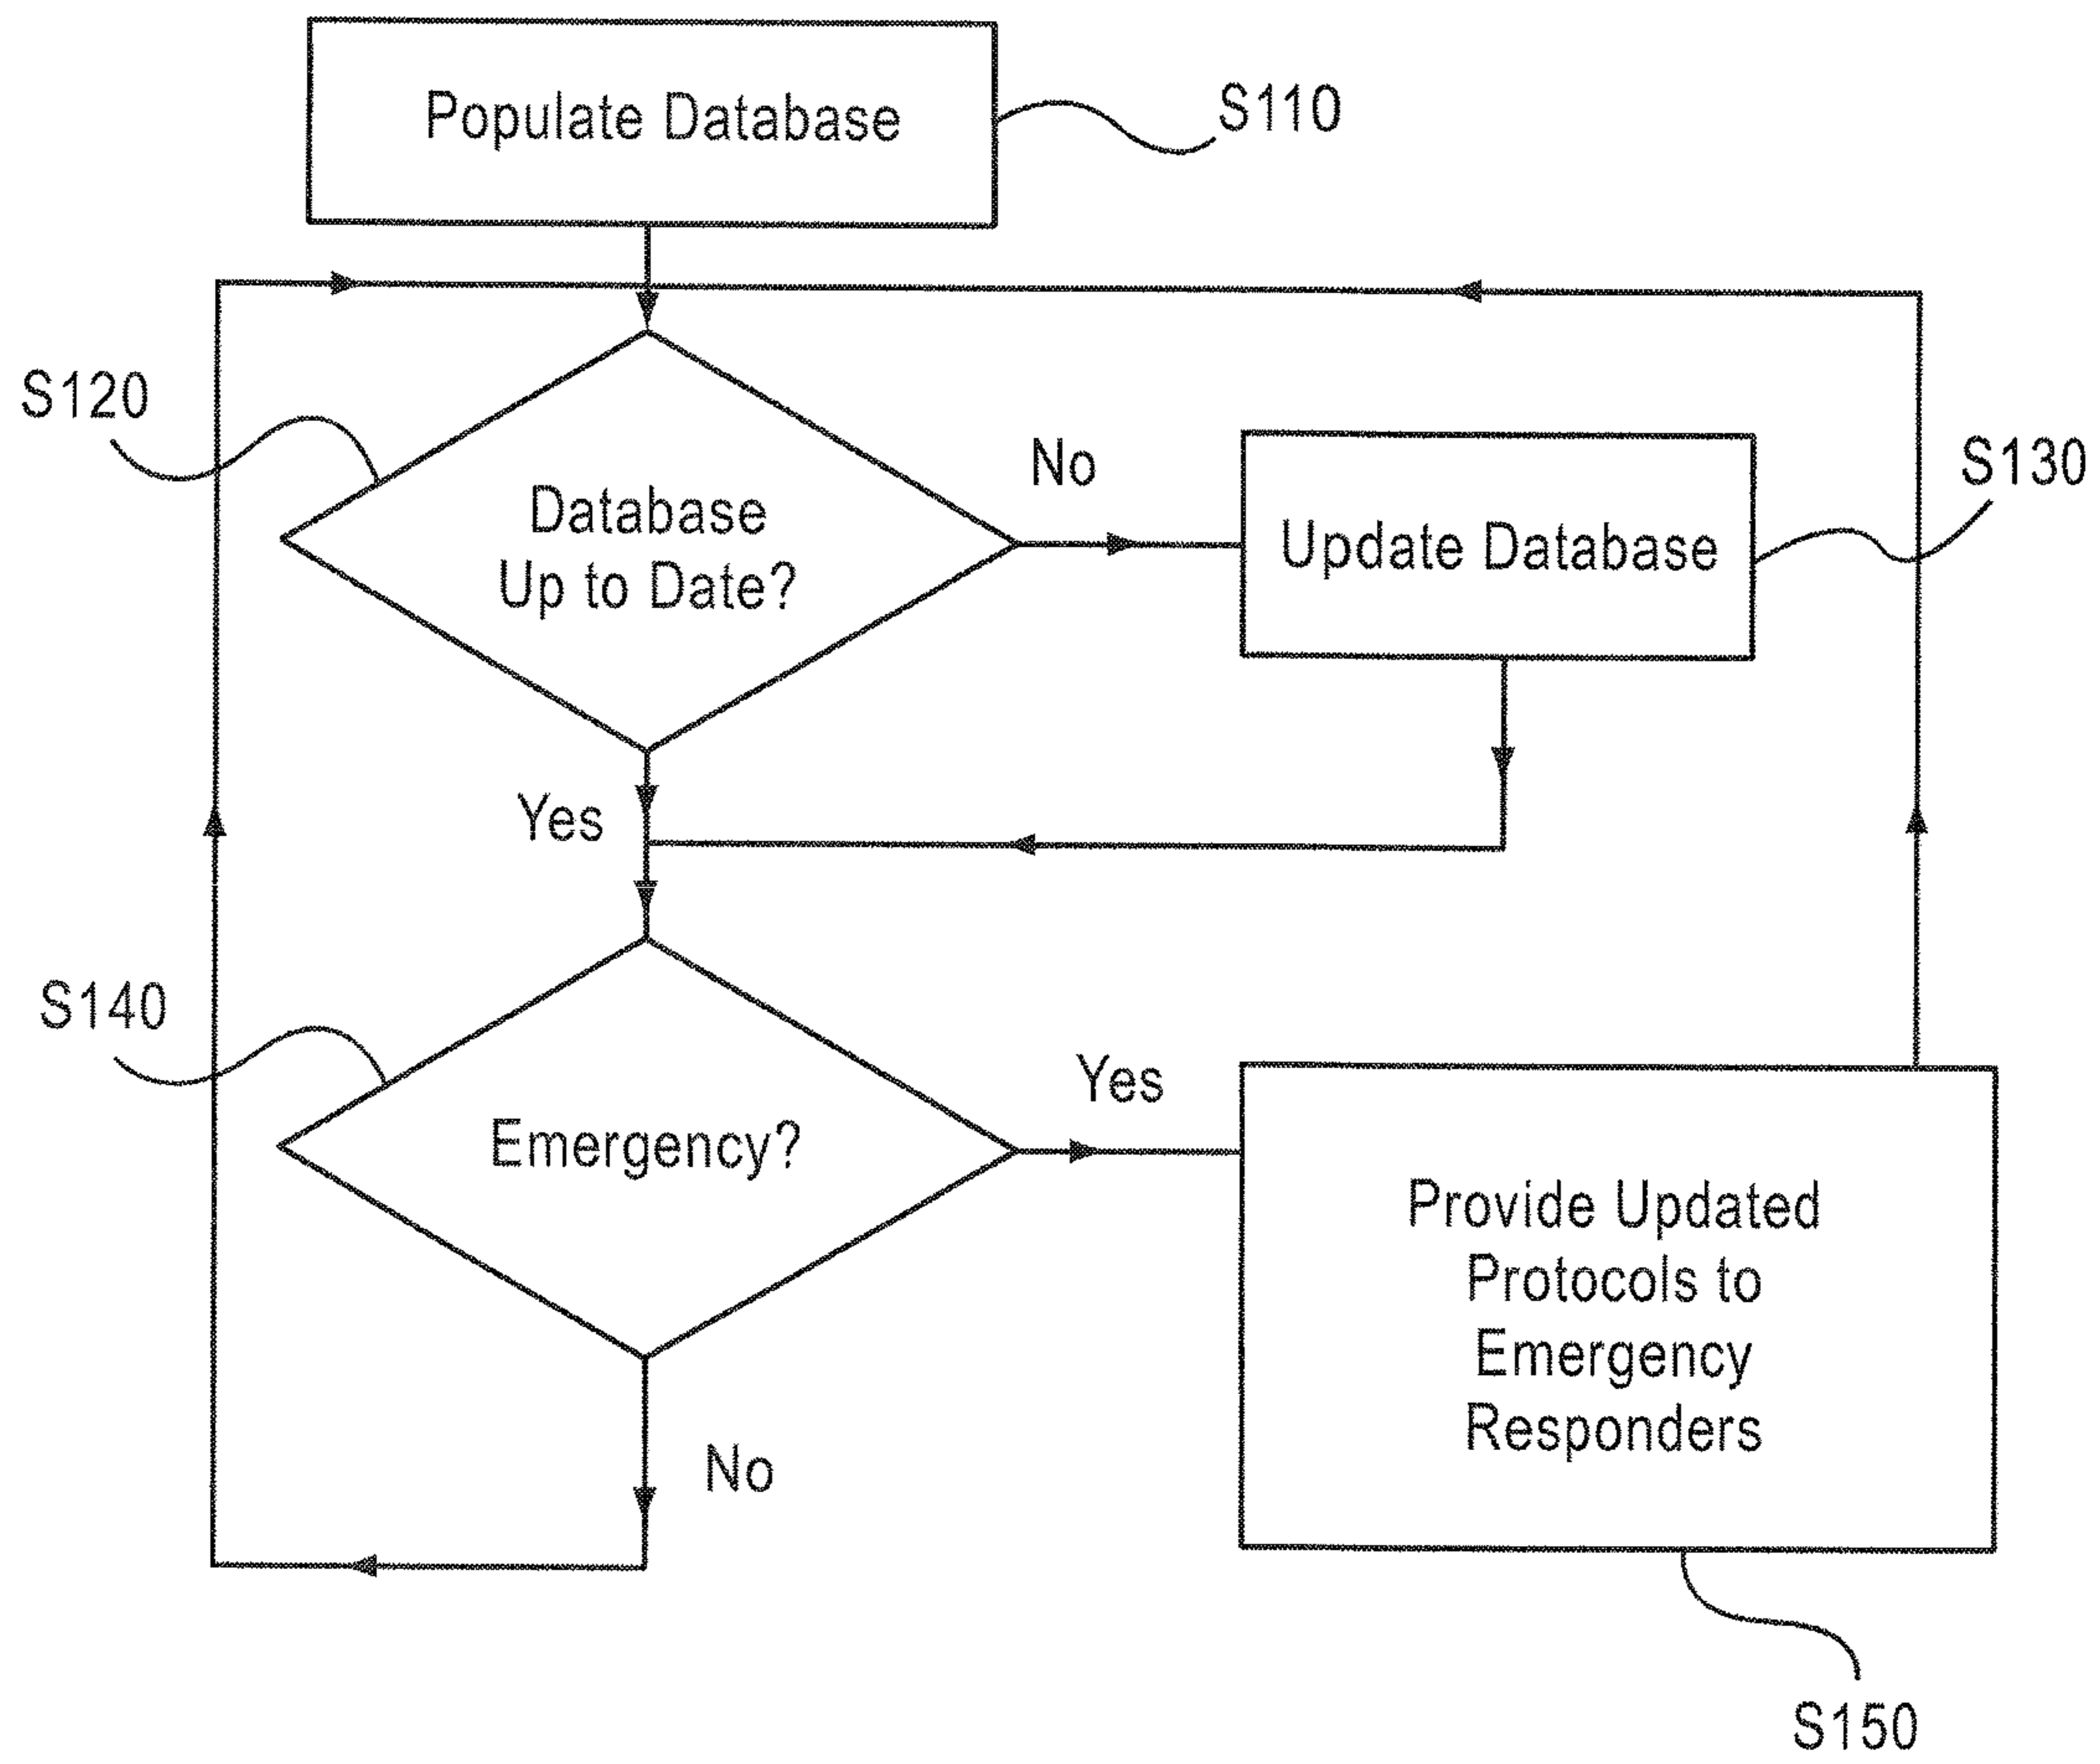 Populate Database
S110
S120
Database
Up to Date?
No
Update Database
S130
Yes
S140
Emergency?
Yes
Provide Updated
Protocols to
Emergency
Responders
No
S150